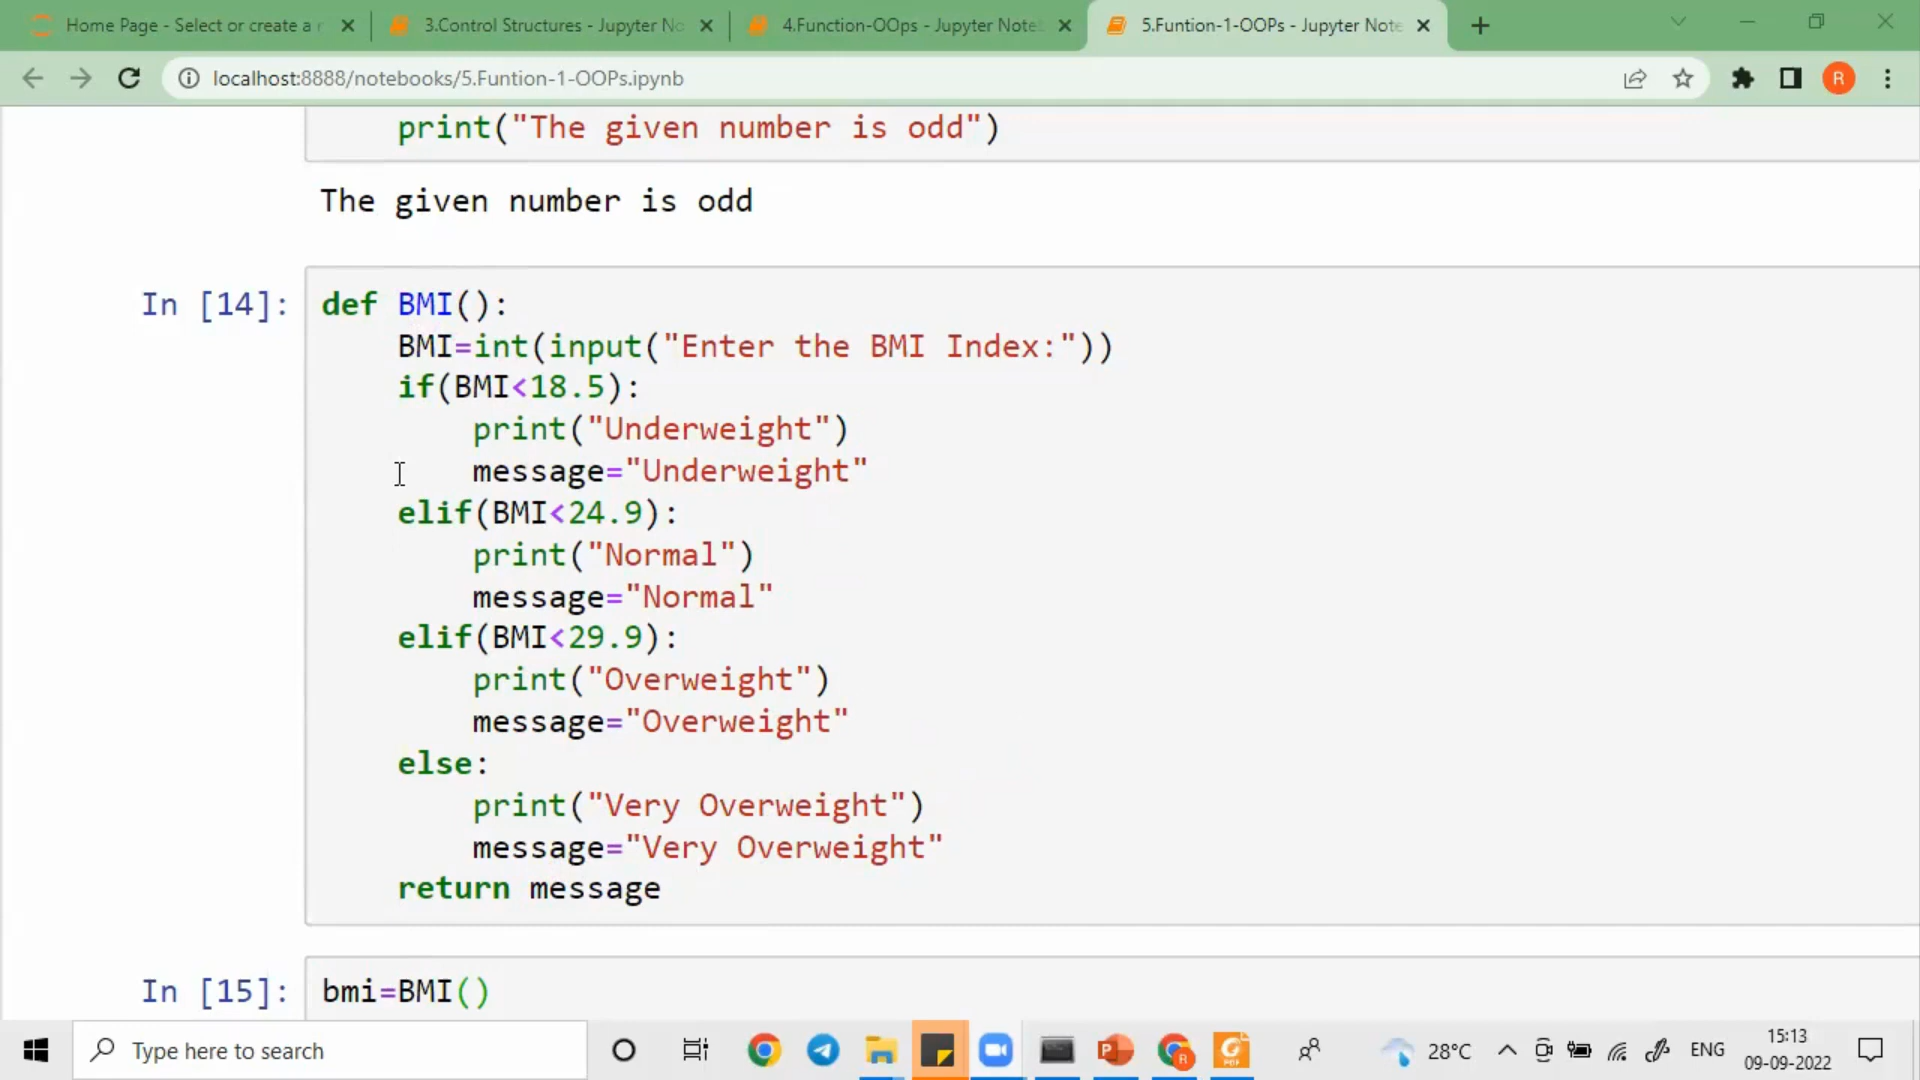 Home Page - Select or create a n
3.Control Structures - Jupyter No
4.Function-OOps - Jupyter Note
5.Funtion-1-OOPs - Jupyter Note
localhost:8888/notebooks/5.Funtion-1-OOPs.ipynb
R
print("The given number is odd")
The given number is odd
In [14]:
def BMI():
BMI=int(input("Enter the BMI Index:"))
if(BMI<18.5):
print("Underweight")
message="Underweight"
elif(BMI<24.9):
print("Normal")
message="Normal"
elif(BMI<29.9):
print("Overweight")
message="Overweight"
else:
print("Very Overweight")
message="Very Overweight"
return message
In [15]:
bmi=BMI()
Type here to search
28°C
ENG
15:13
09-09-2022